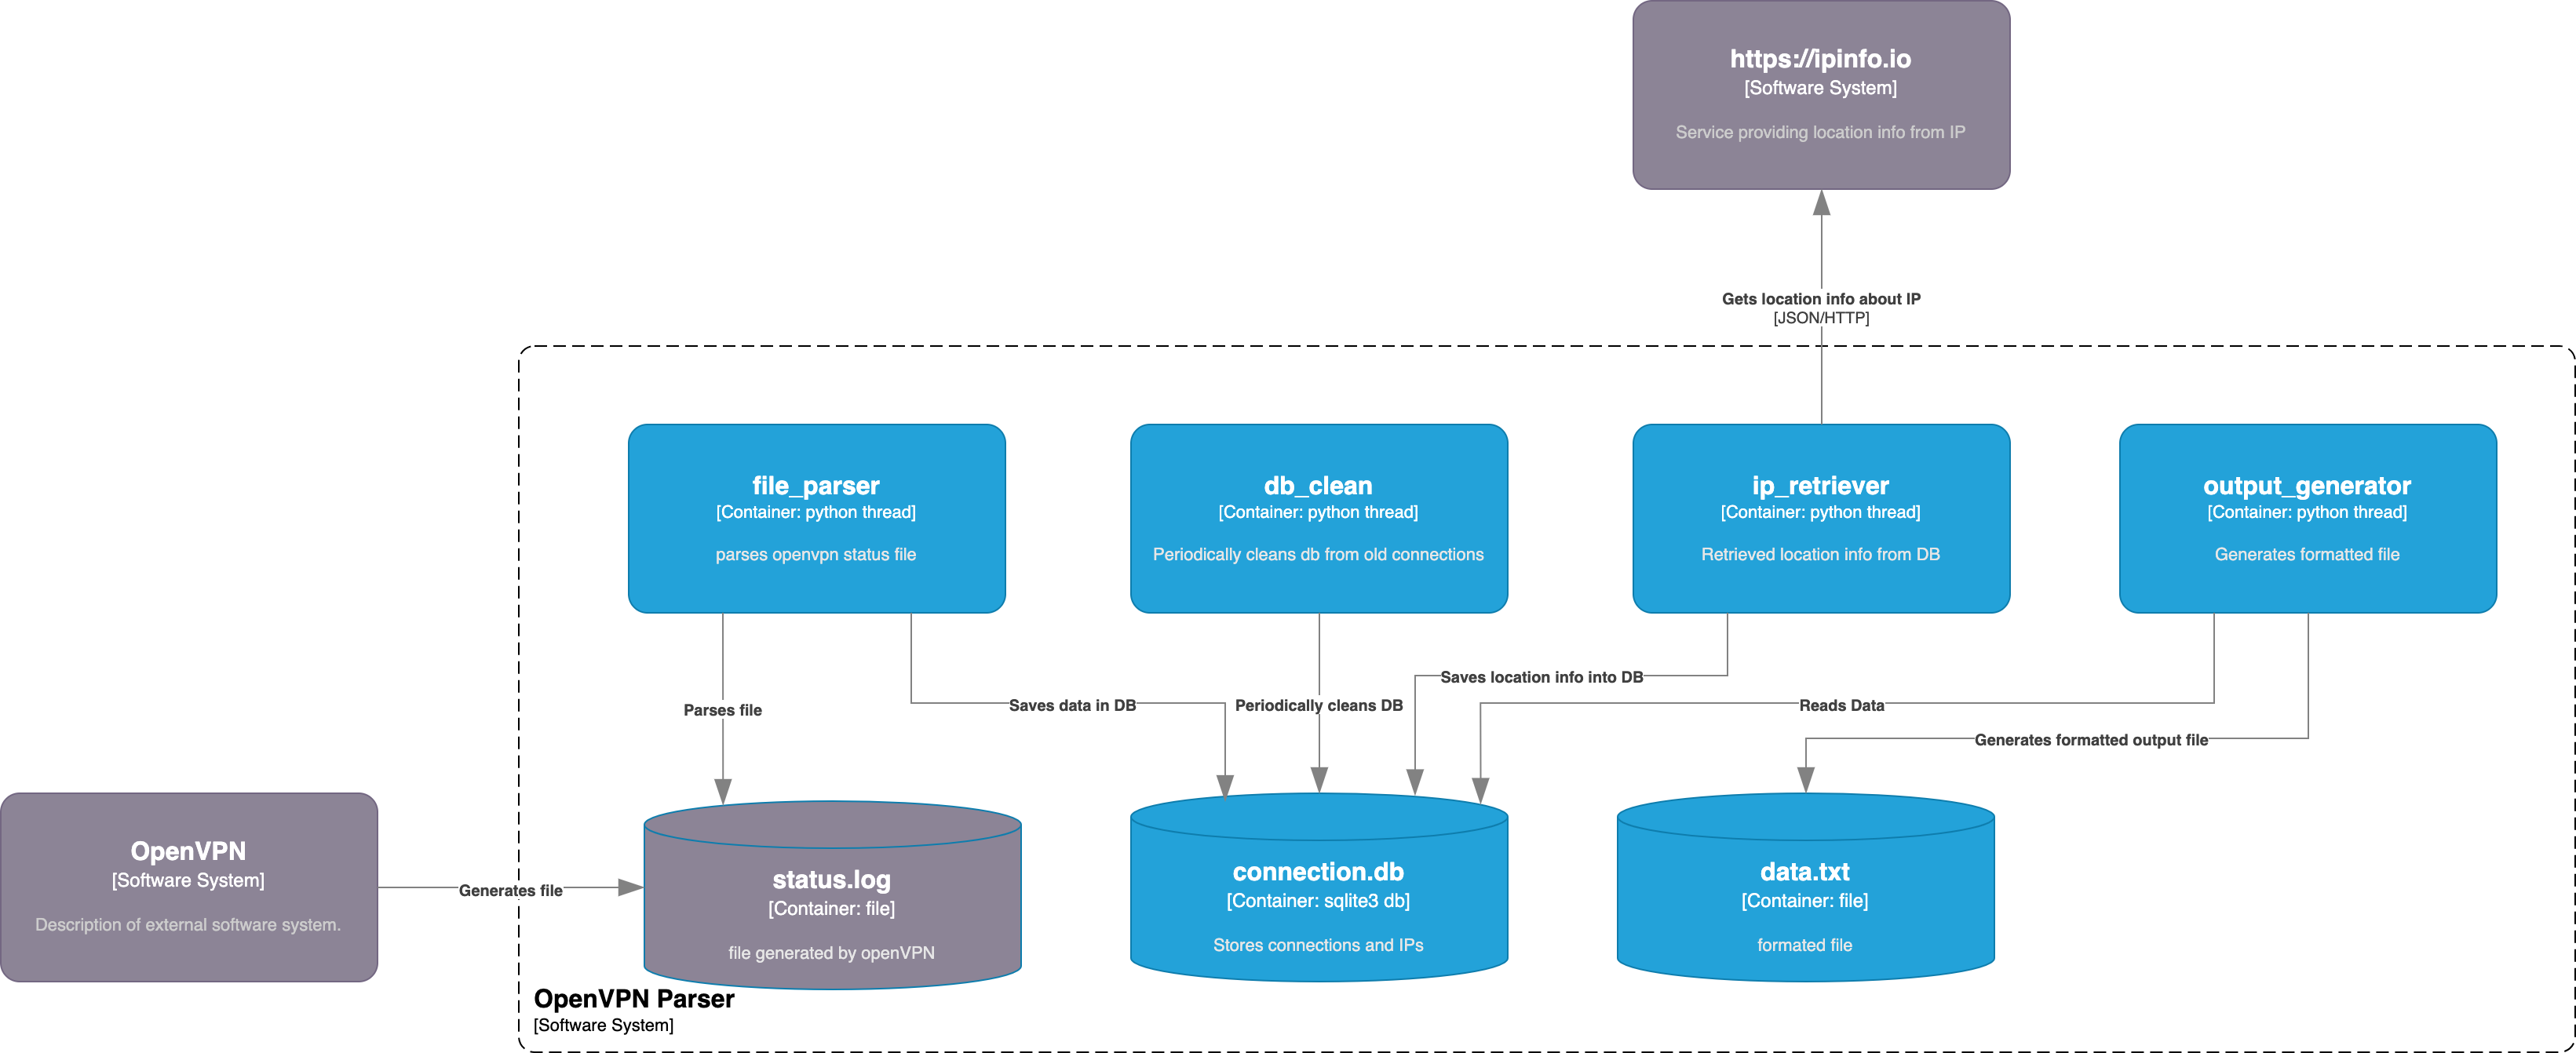 https://ipinfo.io
[Software System]
Service providing location info from IP
Gets location info about IP
[JSON/HTTP]
file_parser
[Container: python thread]
parses openvpn status file
db_clean
[Container: python thread]
Periodically cleans db from old connections
ip_retriever
[Container: python thread]
Retrieved location info from DB
output_generator
[Container: python thread]
Generates formatted file
Parses file
Saves data in DB
Periodically cleans DB
Saves location info into DB
Reads Data
Generates formatted output file
OpenVPN
[Software System]
Description of external software system.
Generates file
status.log
[Container: file]
file generated by openVPN
connection.db
[Container: sqlite3 db]
Stores connections and IPs
data.txt
[Container: file]
formated file
OpenVPN Parser
[Software System]